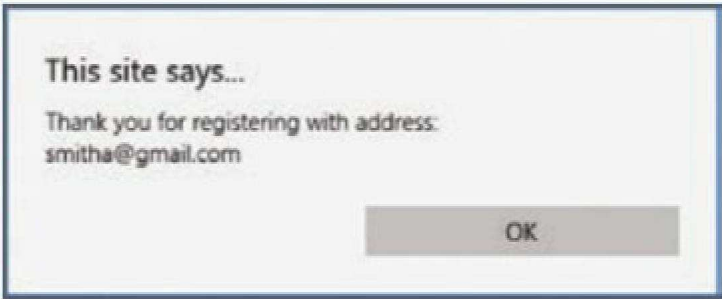 This site says...
Thank you for registering with address:
smitha@gmail.com
OK